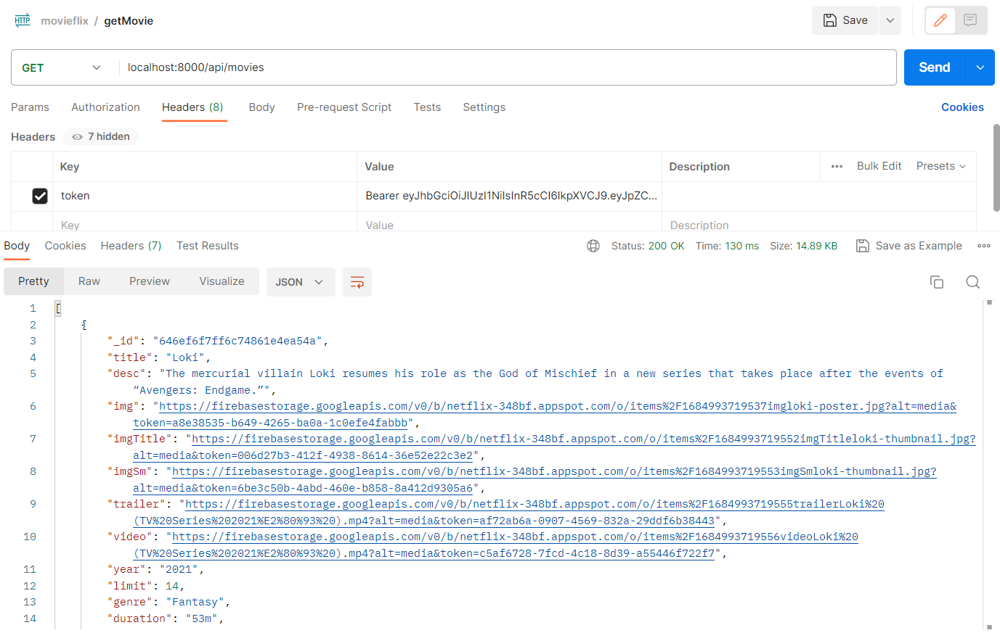 HTTP movieflix / getMovie Save
GET localhost:8000/api/movies Send
Params Authorization Headers (8) Body Pre-request Script Tests Settings Cookies
Headers 7 hidden
Key Value Description Bulk Edit Presets
token Bearer eyJhbGciOiJIUzI1NiIsInR5cCI6IkpXVCJ9.eyJpZC...
Key Value Description
Body Cookies Headers (7) Test Results Status: 200 OK Time: 130 ms Size: 14.89 KB Save as Example
Pretty Raw Preview Visualize JSON
1 [
2 {
3 "_id": "646ef6f7ff6c74861e4ea54a",
4 "title": "Loki",
5 "desc": "The mercurial villain Loki resumes his role as the God of Mischief in a new series that takes place after the events of
“Avengers: Endgame.”",
6 "img": "https://firebasestorage.googleapis.com/v0/b/netflix-348bf.appspot.com/o/items%2F1684993719537imgloki-poster.jpg?alt=media&
token=a8e38535-b649-4265-ba0a-1c0efe4fabbb",
7 "imgTitle": "https://firebasestorage.googleapis.com/v0/b/netflix-348bf.appspot.com/o/items%2F1684993719552imgTitleloki-thumbnail.jpg?
alt=media&token=006d27b3-412f-4938-8614-36e52e22c3e2",
8 "imgSm": "https://firebasestorage.googleapis.com/v0/b/netflix-348bf.appspot.com/o/items%2F1684993719553imgSmloki-thumbnail.jpg?
alt=media&token=6be3c50b-4abd-460e-b858-8a412d9305a6",
9 "trailer": "https://firebasestorage.googleapis.com/v0/b/netflix-348bf.appspot.com/o/items%2F1684993719555trailerLoki%20
(TV%20Series%202021%E2%80%93%20).mp4?alt=media&token=af72ab6a-0907-4569-832a-29ddf6b38443",
10 "video": "https://firebasestorage.googleapis.com/v0/b/netflix-348bf.appspot.com/o/items%2F1684993719556videoLoki%20
(TV%20Series%202021%E2%80%93%20).mp4?alt=media&token=c5af6728-7fcd-4c18-8d39-a55446f722f7",
11 "year": "2021",
12 "limit": 14,
13 "genre": "Fantasy",
14 "duration": "53m",